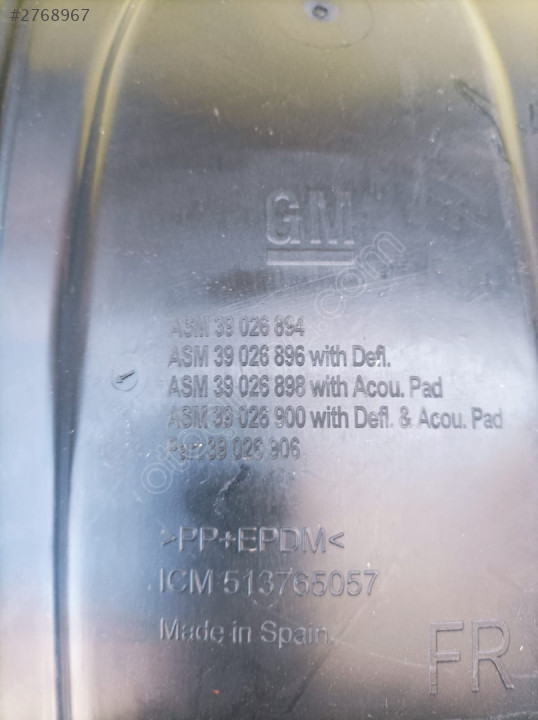 #2768967
GM
ASM 39 026 894
ASM 39 026 896 with Defl.
ASM 39 026 898 with Acou. Pad
ASM 39 026 900 with Defl. & Acou. Pad
Part 39 026 906
>PP+EPDM<
ICM 513765057
Made in Spain.
FR